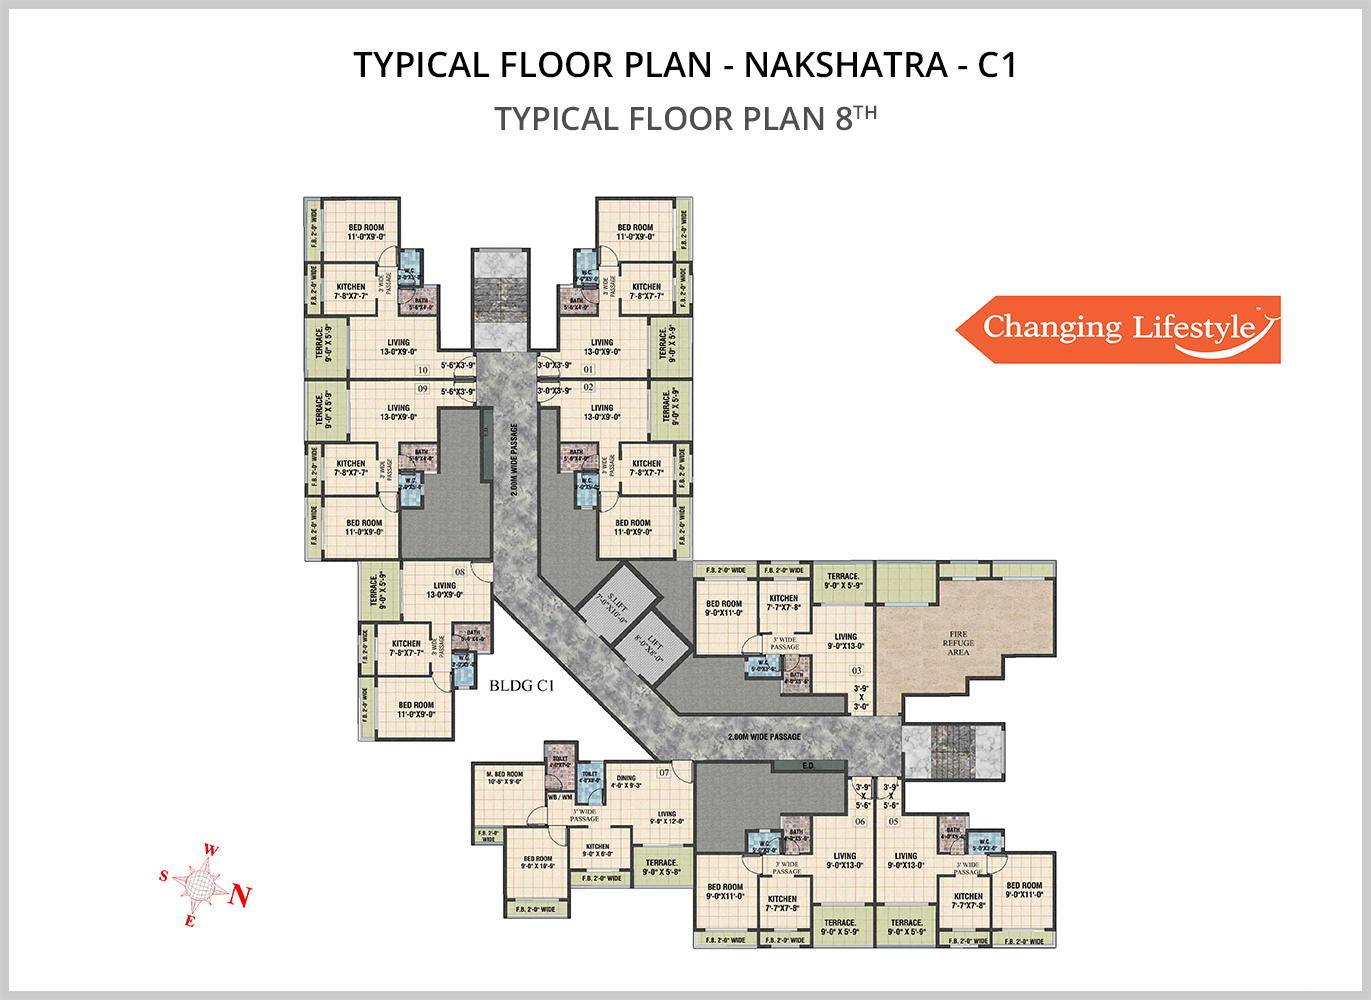 TYPICAL FLOOR PLAN - NAKSHATRA - C1
TYPICAL FLOOR PLAN 8TH
F.B. 2'-0" WIDE
BED ROOM
11'-0"X9'-0"
BED ROOM
11'-0"X9'-0"
F.B. 2'-0" WIDE
F.B. 2'-0" WIDE
KITCHEN
7'-8"X7'-7"
3' WIDE
PASSAGE
W.C.
BATH
5'-6"X4'-0"
W.C.
BATH
5'-6"X4'-0"
3' WIDE
PASSAGE
KITCHEN
7'-8"X7'-7"
F.B. 2'-0" WIDE
TERRACE.
9'-0" X 5'-9"
LIVING
13-0"X9'-0"
10
5'-6"X3'-9"
3'-0"X3'-9"
LIVING
13-0"X9'-0"
01
TERRACE.
9'-0" X 5'-9"
Changing Lifestyle
TM
TERRACE.
9'-0" X 5'-9"
09
LIVING
13-0"X9'-0"
5'-6"X3'-9"
3'-0"X3'-9"
02
LIVING
13-0"X9'-0"
TERRACE.
9'-0" X 5'-9"
E.D.
2.00M WIDE PASSAGE
F.B. 2'-0" WIDE
KITCHEN
7'-8"X7'-7"
3' WIDE
PASSAGE
BATH
5'-6"X4'-0"
W.C.
BATH
5'-6"X4'-0"
W.C.
3' WIDE
PASSAGE
KITCHEN
7'-8"X7'-7"
F.B. 2'-0" WIDE
F.B. 2'-0" WIDE
BED ROOM
11'-0"X9'-0"
BED ROOM
11'-0"X9'-0"
F.B. 2'-0" WIDE
08
TERRACE.
9'-0" X 5'-9"
LIVING
13-0"X9'-0"
S.LIFT
7'-0"X10'-0"
LIFT
8'-0"X8'-0"
F.B. 2'-0" WIDE
F.B. 2'-0" WIDE
TERRACE.
9'-0" X 5'-9"
BED ROOM
9'-0"X11'-0"
KITCHEN
7'-7"X7'-8"
3' WIDE
PASSAGE
LIVING
9'-0"X13-0"
FIRE
REFUGE
AREA
W.C.
BATH
03
3'-9"
X
3'-0"
F.B. 2'-0" WIDE
KITCHEN
7'-8"X7'-7"
3' WIDE
PASSAGE
BATH
W.C.
F.B. 2'-0" WIDE
BED ROOM
11'-0"X9'-0"
BLDG C1
2.00M WIDE PASSAGE
E.D.
M. BED ROOM
10'-6" X 9'-0"
TOILET
TOILET
WB / WM
DINING
4'-0" X 9'-3"
07
3' WIDE
PASSAGE
LIVING
9'-0" X 12'-0"
F.B. 2'-0"
WIDE
BED ROOM
9'-0" X 10'-0"
KITCHEN
9'-0" X 6'-0"
TERRACE.
9'-0" X 5'-8"
F.B. 2'-0" WIDE
F.B. 2'-0" WIDE
3'-9"
X
5'-6"
3'-9"
X
5'-6"
06
05
W.C.
BATH
BATH
W.C.
3' WIDE
PASSAGE
LIVING
9'-0"X13-0"
LIVING
9'-0"X13-0"
3' WIDE
PASSAGE
BED ROOM
9'-0"X11'-0"
KITCHEN
7'-7"X7'-8"
KITCHEN
7'-7"X7'-8"
BED ROOM
9'-0"X11'-0"
TERRACE.
9'-0" X 5'-9"
TERRACE.
9'-0" X 5'-9"
F.B. 2'-0" WIDE
F.B. 2'-0" WIDE
F.B. 2'-0" WIDE
F.B. 2'-0" WIDE
W
S
N
E